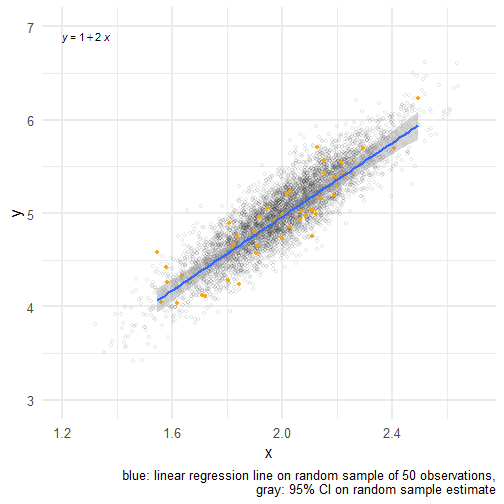 7
y = 1 + 2 x
6
y
5
4
3
1.2 1.6 2.0 2.4
x
blue: linear regression line on random sample of 50 observations,
gray: 95% CI on random sample estimate